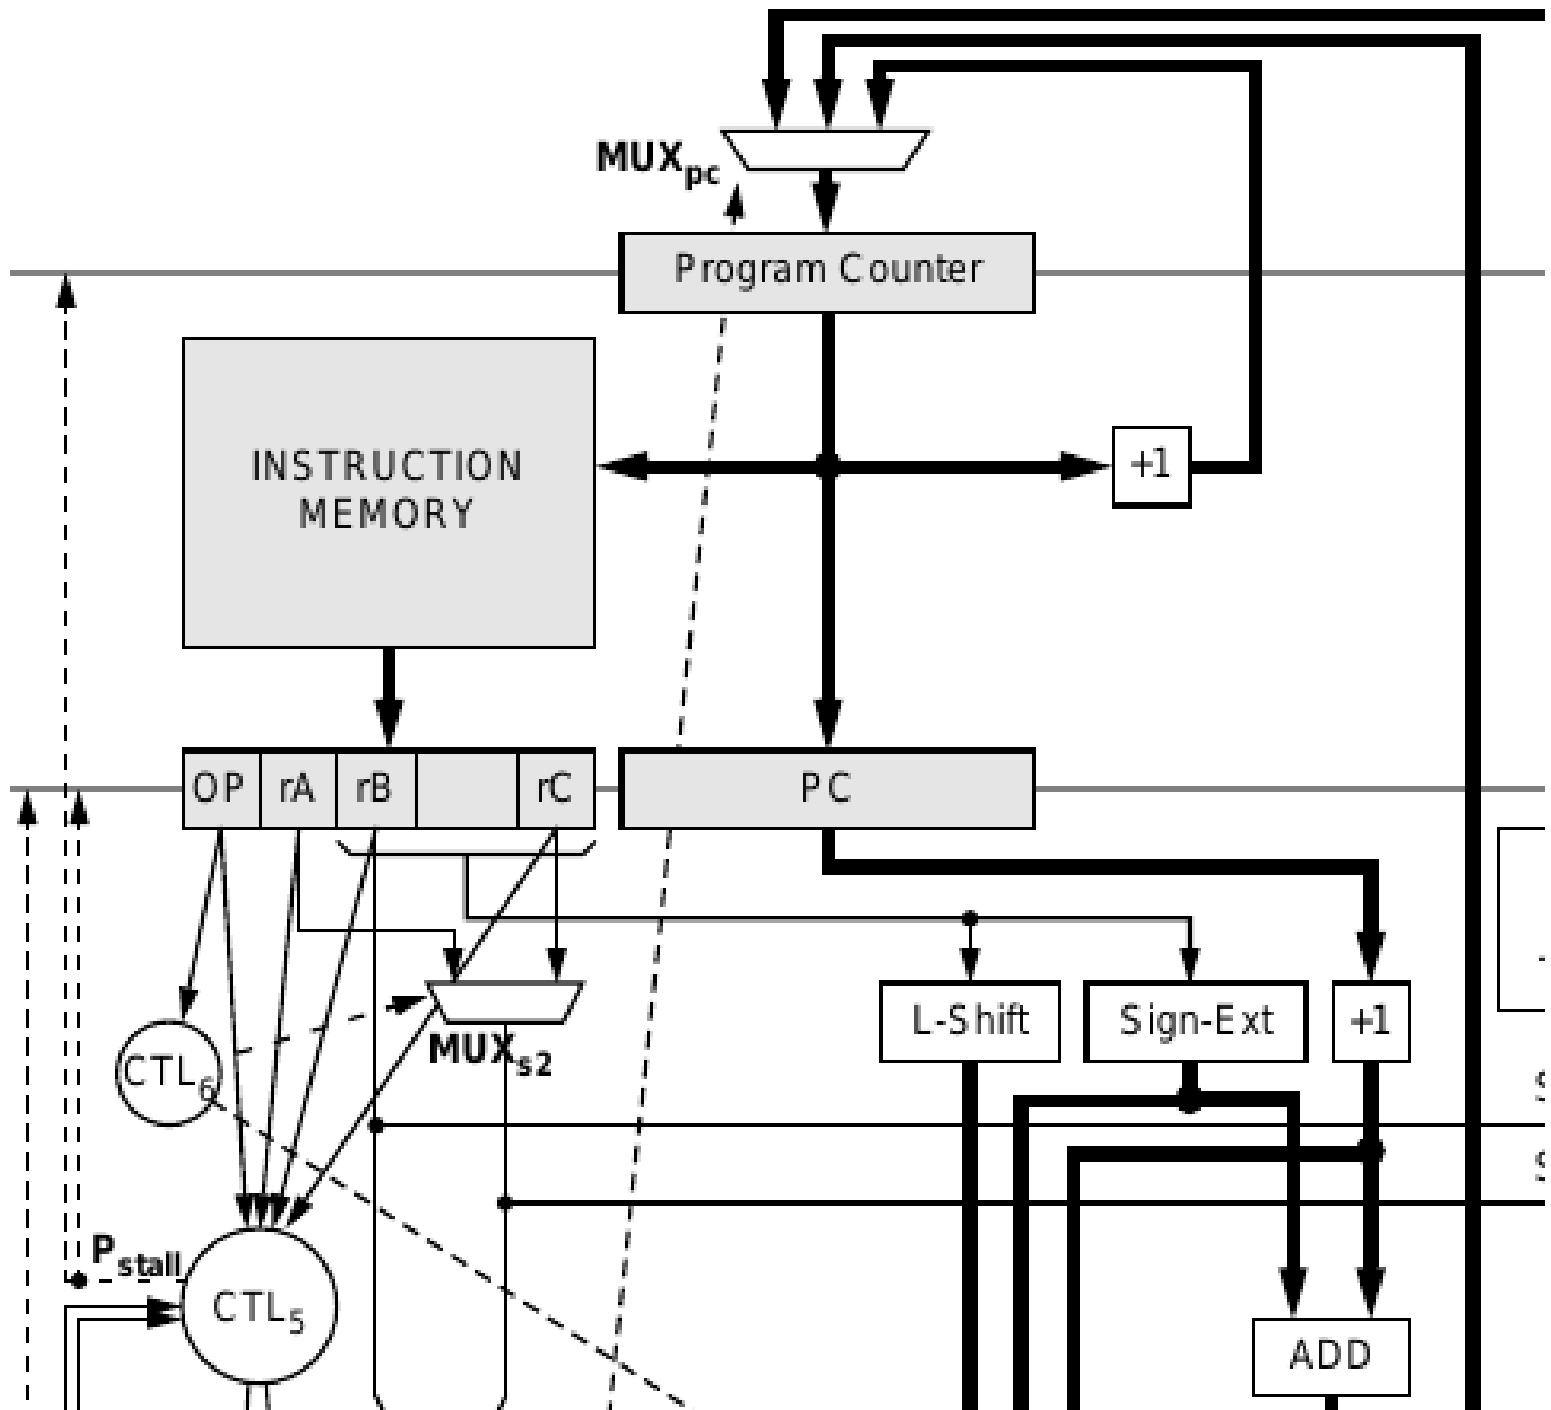 MUXpc
Program Counter
INSTRUCTION
MEMORY
+1
OP rA rB rC
PC
L-Shift
Sign-Ext
+1
CTL6
MUXs2
Pstall
CTL5
ADD